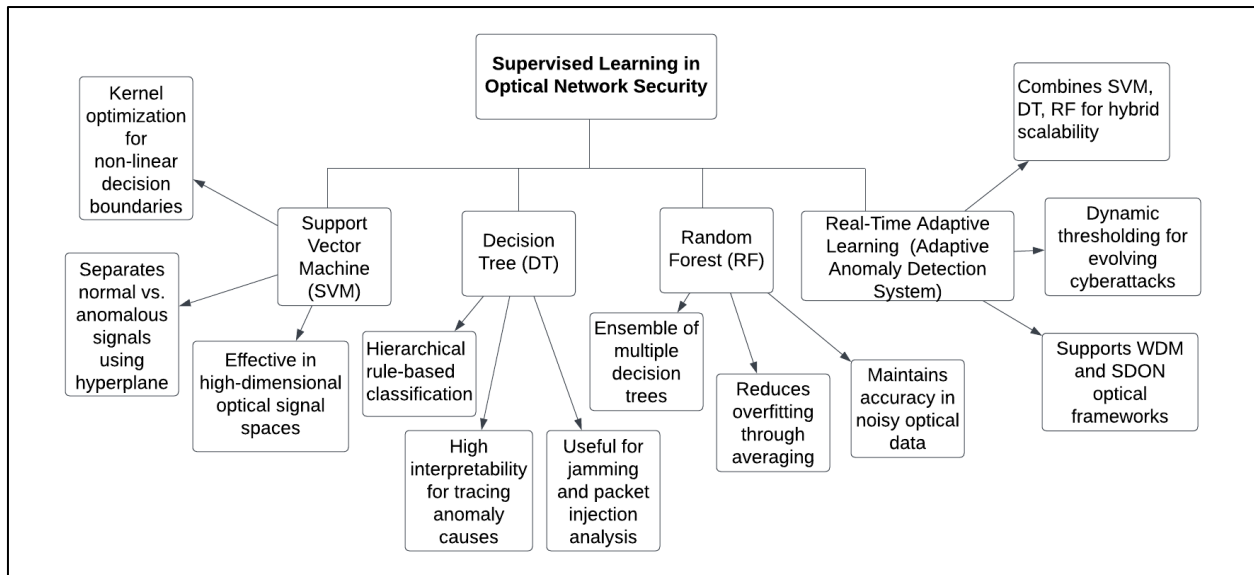 Supervised Learning in
Optical Network Security
Kernel
optimization
for
non-linear
decision
boundaries
Combines SVM,
DT, RF for hybrid
scalability
Support
Vector
Machine
(SVM)
Decision
Tree (DT)
Random
Forest (RF)
Real-Time Adaptive
Learning (Adaptive
Anomaly Detection
System)
Dynamic
thresholding for
evolving
cyberattacks
Separates
normal vs.
anomalous
signals
using
hyperplane
Effective in
high-dimensional
optical signal
spaces
Hierarchical
rule-based
classification
High
interpretability
for tracing
anomaly
causes
Useful for
jamming
and packet
injection
analysis
Ensemble of
multiple
decision
trees
Reduces
overfitting
through
averaging
Maintains
accuracy in
noisy optical
data
Supports WDM
and SDON
optical
frameworks